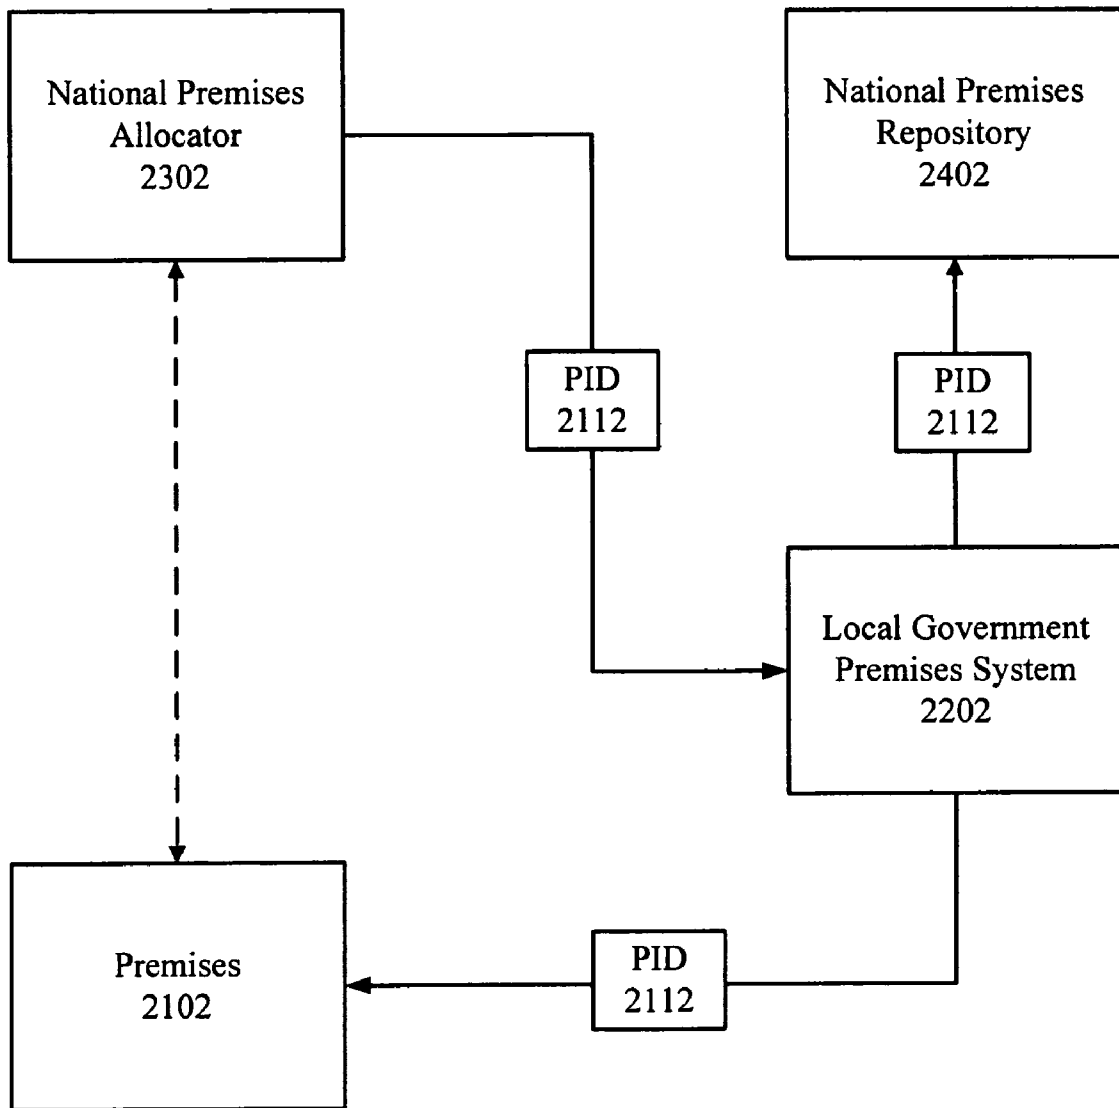 National Premises
Allocator
2302
National Premises
Repository
2402
PID
2112
PID
2112
Local Government
Premises System
2202
Premises
2102
PID
2112